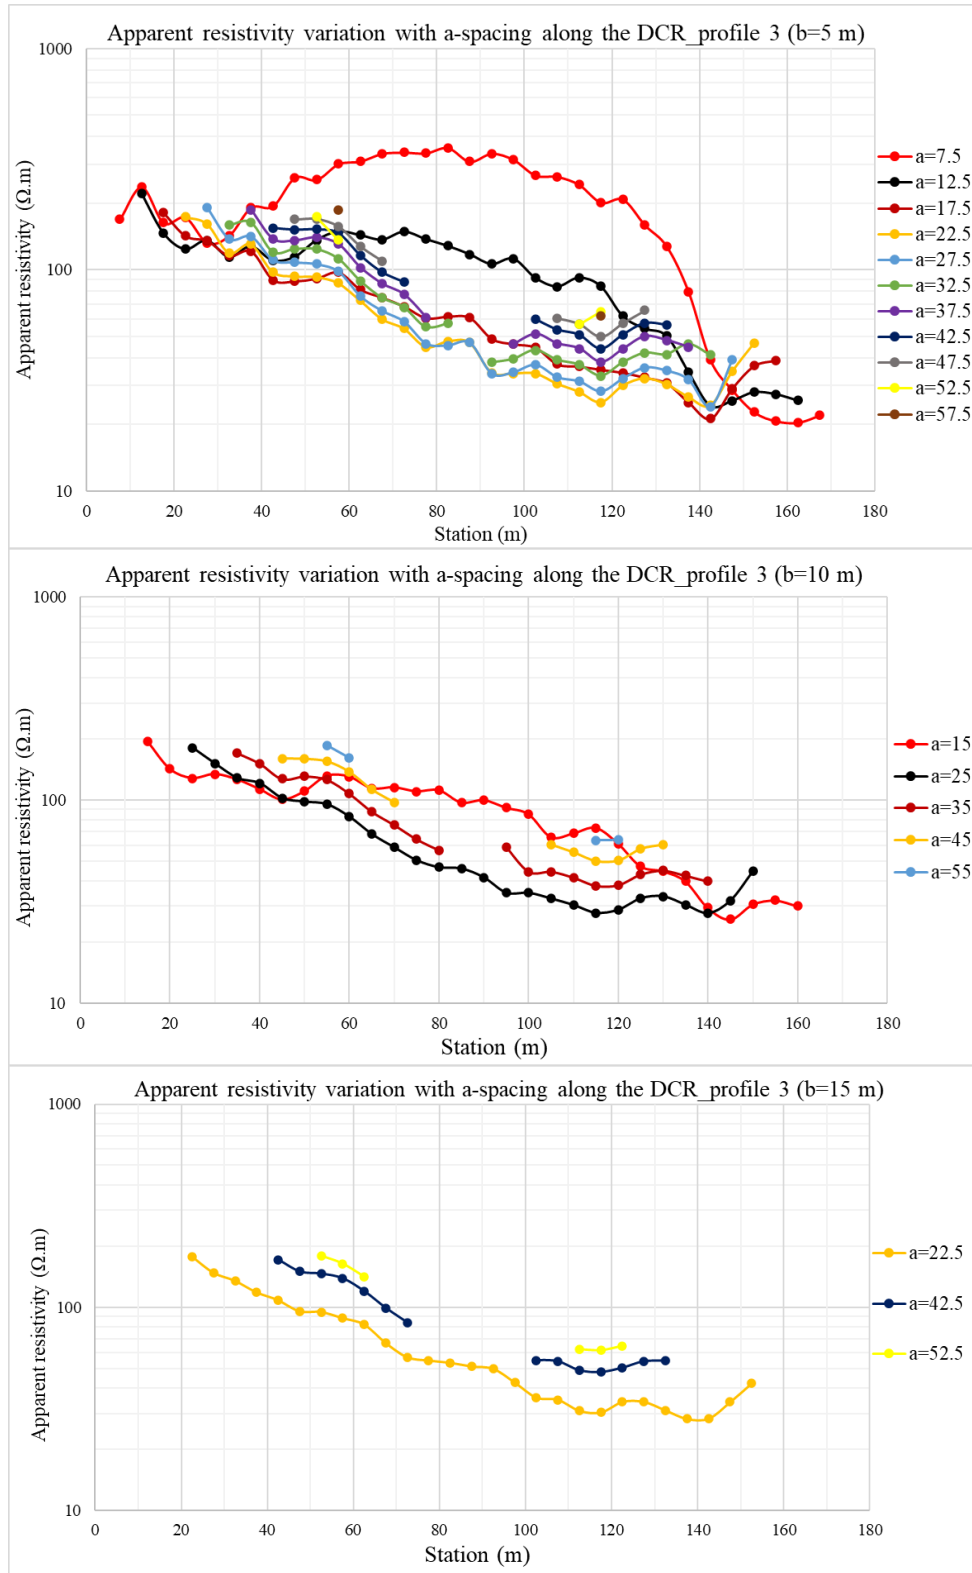 Apparent resistivity variation with a-spacing along the DCR_profile 3 (b=5 m)
1000
100
10
Apparent resistivity (Ω.m)
0 20 40 60 80 100 120 140 160 180
Station (m)
a=7.5
a=12.5
a=17.5
a=22.5
a=27.5
a=32.5
a=37.5
a=42.5
a=47.5
a=52.5
a=57.5
Apparent resistivity variation with a-spacing along the DCR_profile 3 (b=10 m)
1000
100
10
Apparent resistivity (Ω.m)
0 20 40 60 80 100 120 140 160 180
Station (m)
a=15
a=25
a=35
a=45
a=55
Apparent resistivity variation with a-spacing along the DCR_profile 3 (b=15 m)
1000
100
10
Apparent resistivity (Ω.m)
0 20 40 60 80 100 120 140 160 180
Station (m)
a=22.5
a=42.5
a=52.5